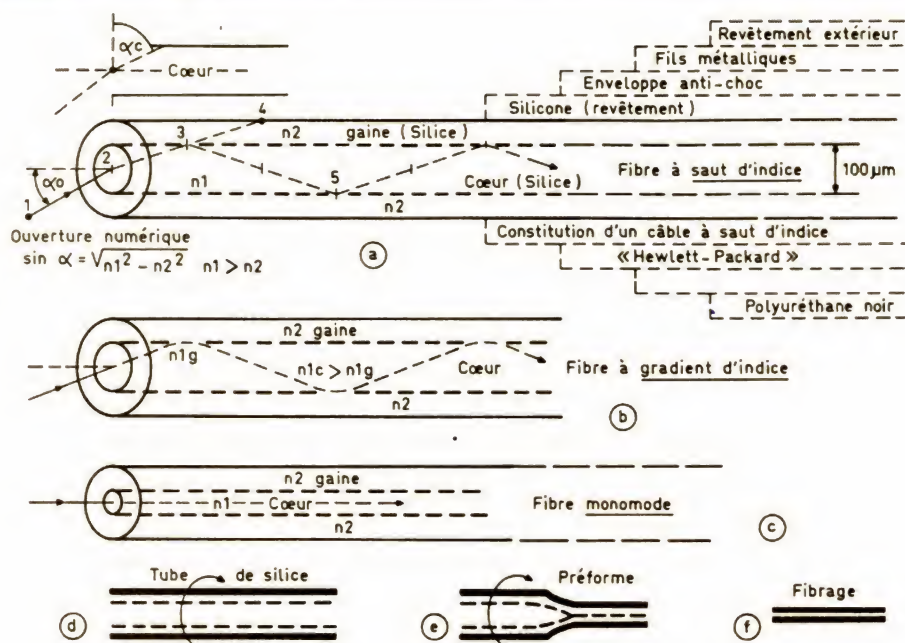 αc
Cœur
Revêtement extérieur
Fils métalliques
Enveloppe anti-choc
Silicone (revêtement)
4
3
n2
gaine (Silice)
2
αo
1
n1
5
Cœur (Silice)
Fibre à saut d'indice
100µm
n2
Ouverture numérique
sin α = √n1² - n2² n1 > n2
a
Constitution d'un câble à saut d'indice
«Hewlett-Packard»
Polyuréthane noir
n2 gaine
n1g
n1c > n1g
Cœur
Fibre à gradient d'indice
n2
b
n2 gaine
n1
Cœur
Fibre monomode
n2
c
Tube de silice
Préforme
Fibrage
d
e
f